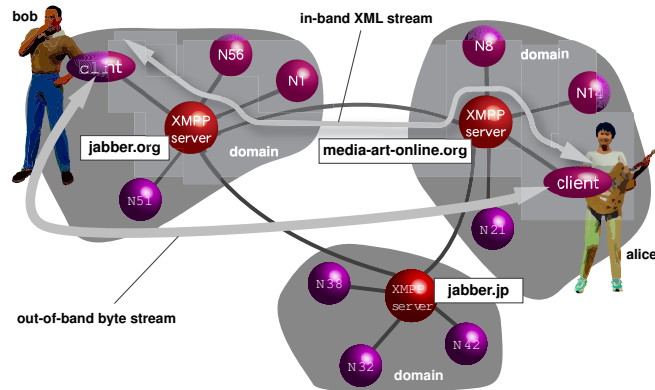 bob
in-band XML stream
N8
domain
N56
clint
N1
N14
XMPP
server
XMPP
server
jabber.org
domain
media-art-online.org
client
N51
N21
alice
N38
XMPP
server
jabber.jp
out-of-band byte stream
N42
N32
domain